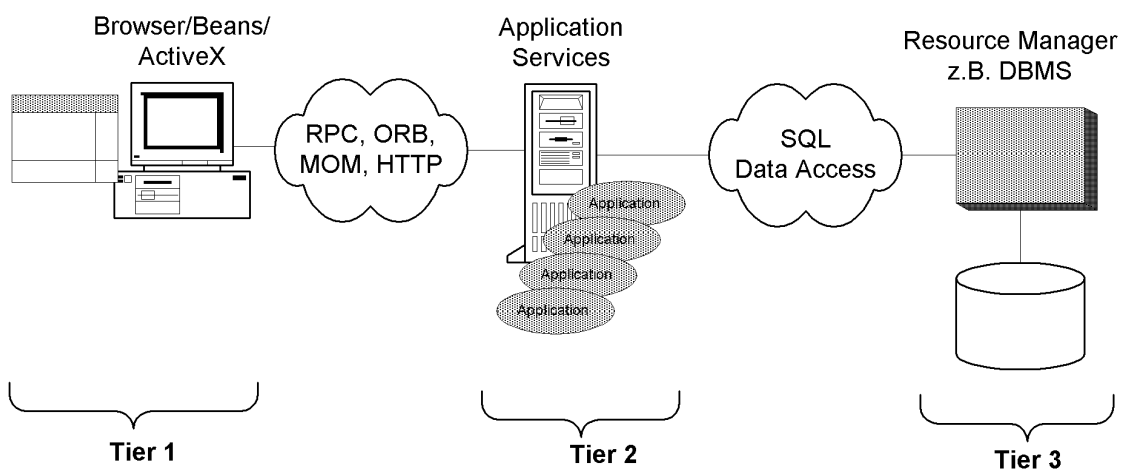 Browser/Beans/
ActiveX
RPC, ORB,
MOM, HTTP
Application
Services
Application
Application
Application
Application
SQL
Data Access
Resource Manager
z.B. DBMS
Tier 1
Tier 2
Tier 3